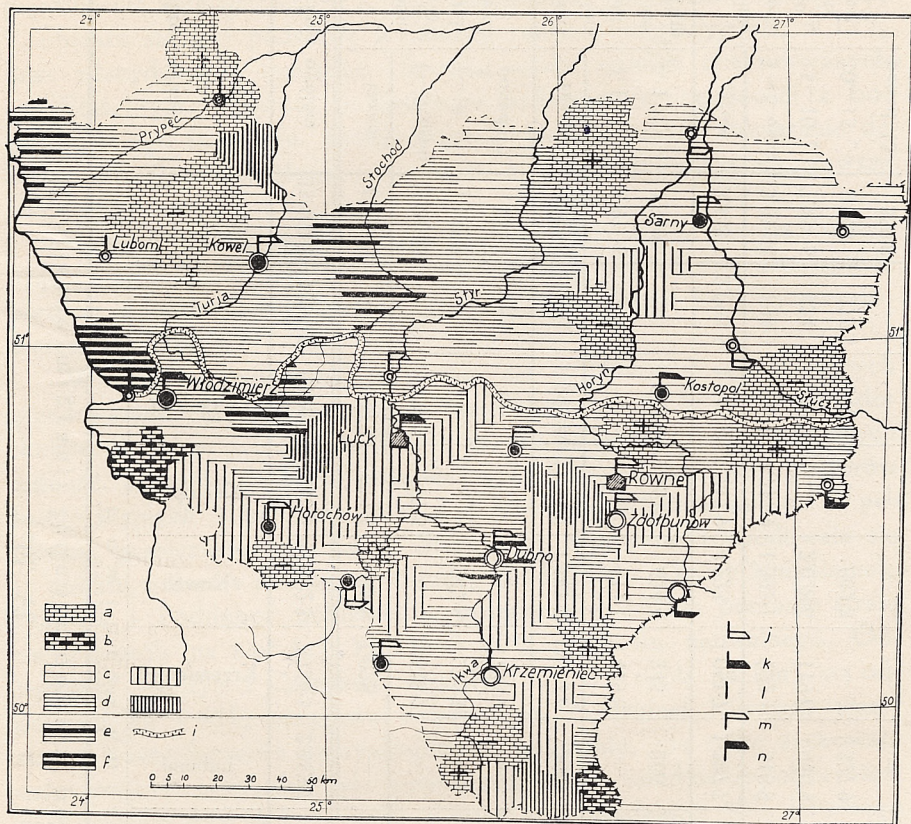 24° 25° 26° 27°
Prypeć
Stochód
Luboml
Kowel
Sarny
Turja
Styr
51° 51°
Włodzimierz
Horyń
Kostopol
Słucz
Łuck
Równe
Horochów
Zdołbunów
Dubno
a
b
c
d
e i
f
Ikwa
Krzemieniec
j
k
l
m
n
50° 50
0 5 10 20 30 40 50 km
24° 25° 27°